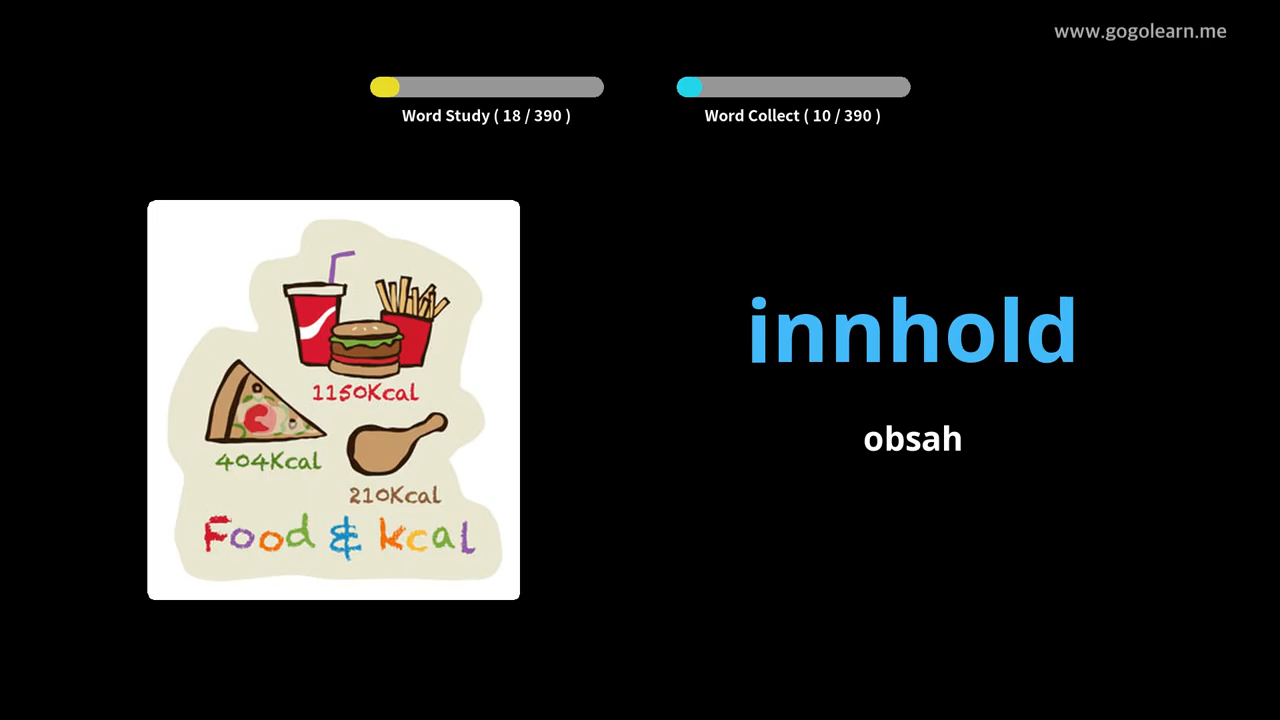 www.gogolearn.me
Word Study ( 18 / 390 )
Word Collect ( 10 / 390 )
1150Kcal
404Kcal
210Kcal
Food & kcal
innhold
obsah